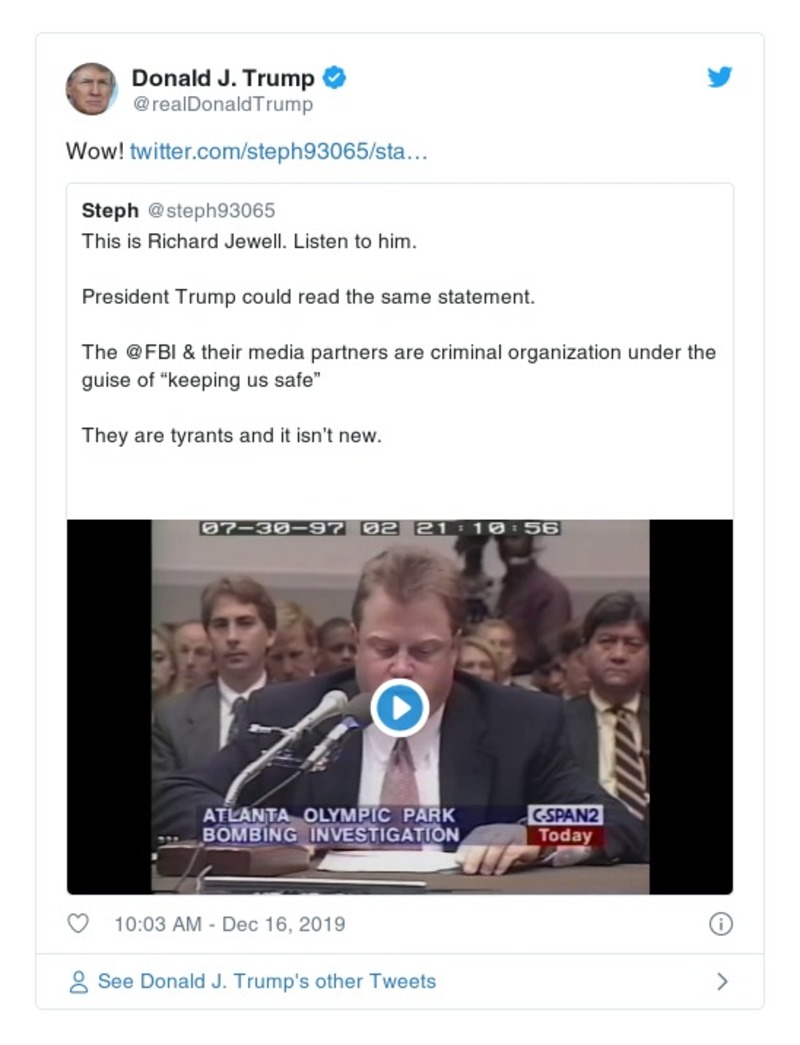 Donald J. Trump
@realDonaldTrump
Wow! twitter.com/steph93065/sta…
Steph @steph93065
This is Richard Jewell. Listen to him.
President Trump could read the same statement.
The @FBI & their media partners are criminal organization under the
guise of “keeping us safe”
They are tyrants and it isn’t new.
07-30-97 02 21:10:56
ATLANTA OLYMPIC PARK
BOMBING INVESTIGATION
C-SPAN2
Today
10:03 AM - Dec 16, 2019
See Donald J. Trump's other Tweets